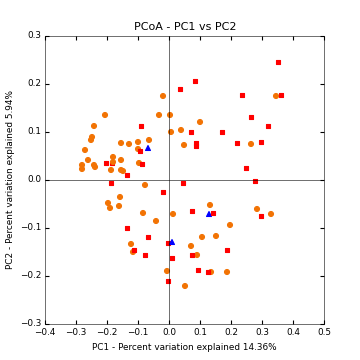 PCoA - PC1 vs PC2
PC2 - Percent variation explained 5.94%
0.3
0.2
0.1
0.0
−0.1
−0.2
−0.3
−0.4 −0.3 −0.2 −0.1 0.0 0.1 0.2 0.3 0.4 0.5
PC1 - Percent variation explained 14.36%